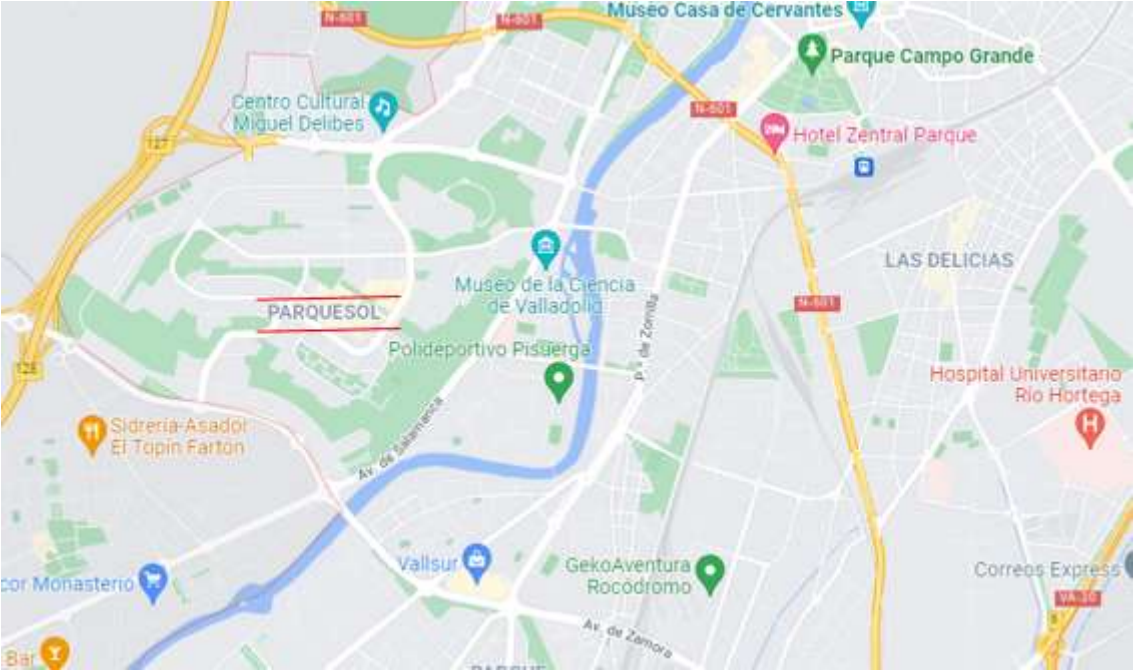 Museo Casa de Cervantes
N-601
N-601
Parque Campo Grande
Centro Cultural
Miguel Delibes
N-601
Hotel Zentral Parque
127
LAS DELICIAS
Museo de la Ciencia
de Valladolid
PARQUESOL
N-601
P.º de Zorrilla
Polideportivo Pisuerga
128
Hospital Universitario
Río Hortega
H
Sidrería-Asador
El Topín Fartón
Av. de Salamanca
Vallsur
GekoAventura
Rocódromo
Correos Express
cor Monasterio
VA-30
Av. de Zamora
Bar
PARQUE